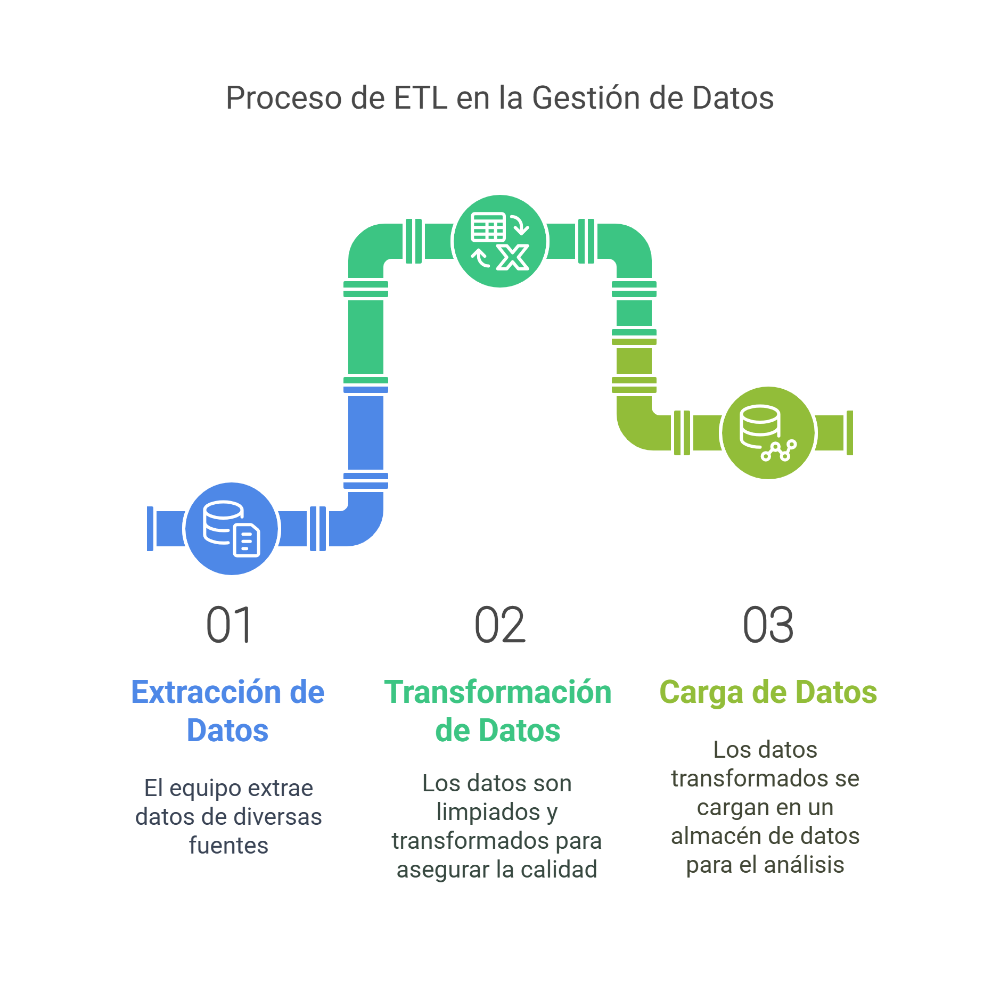 Proceso de ETL en la Gestión de Datos
01
Extracción de
Datos
El equipo extrae
datos de diversas
fuentes
02
Transformación
de Datos
Los datos son
limpiados y
transformados para
asegurar la calidad
03
Carga de Datos
Los datos
transformados se
cargan en un
almacén de datos
para el análisis